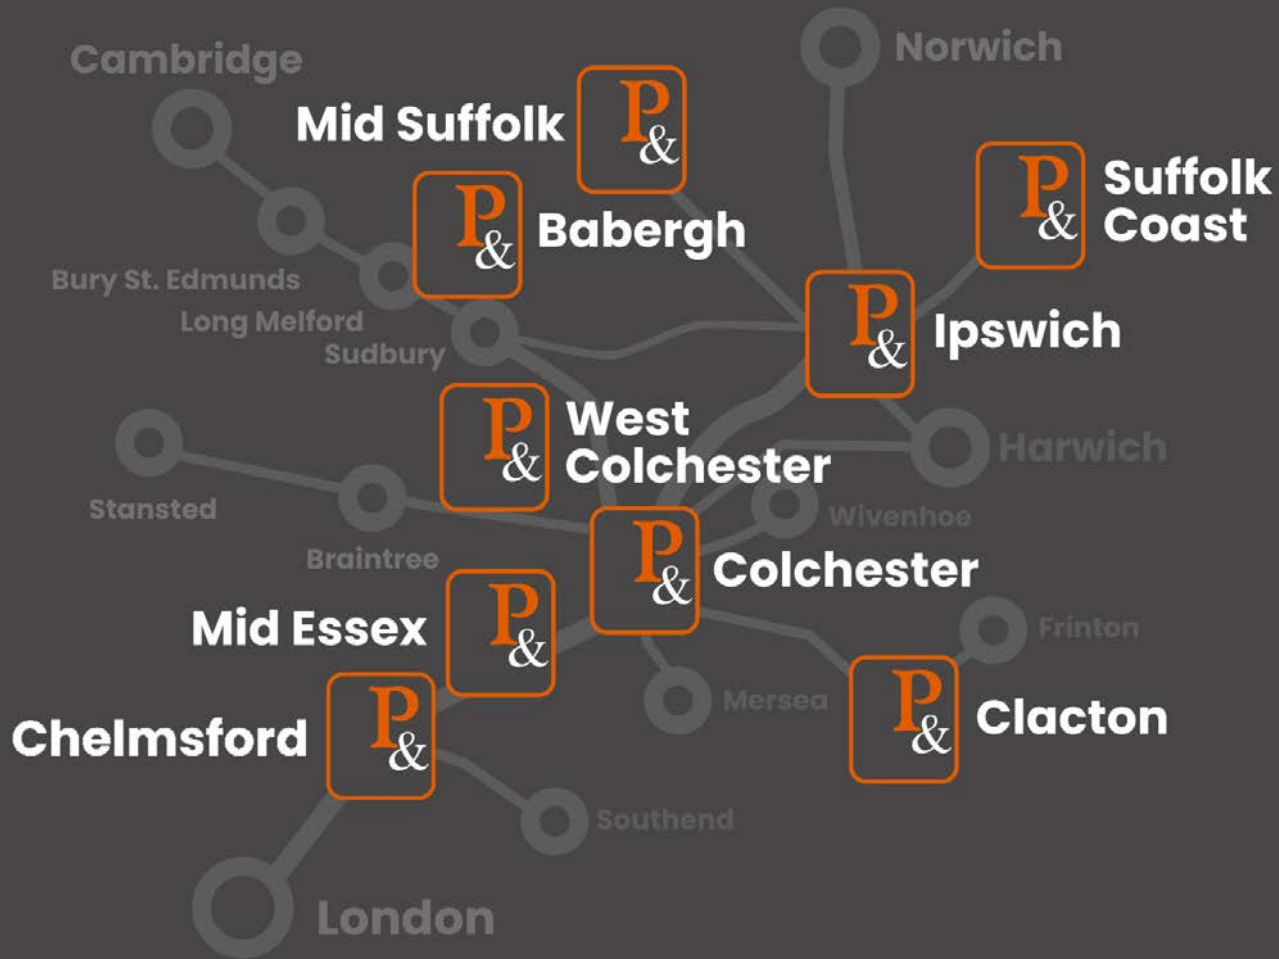 Cambridge
Norwich
Mid Suffolk
P&
Suffolk
Coast
P&
Babergh
P&
Bury St. Edmunds
Long Melford
Sudbury
P&
Ipswich
West
Colchester
P&
Harwich
Stansted
Wivenhoe
Braintree
P&
Colchester
Mid Essex
P&
Frinton
Mersea
Chelmsford
P&
P&
Clacton
Southend
London